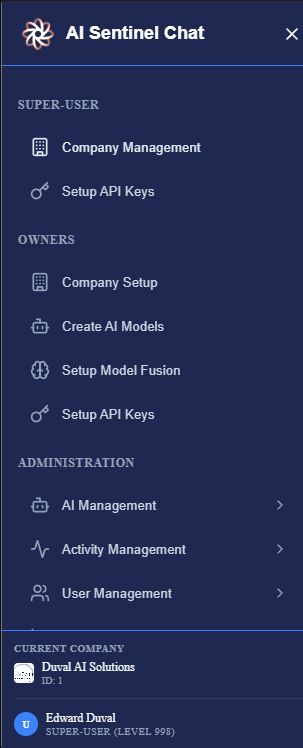 AI Sentinel Chat
SUPER-USER
Company Management
Setup API Keys
OWNERS
Company Setup
Create AI Models
Setup Model Fusion
Setup API Keys
ADMINISTRATION
AI Management
Activity Management
User Management
CURRENT COMPANY
Duval AI Solutions
ID: 1
U
Edward Duval
SUPER-USER (LEVEL 998)